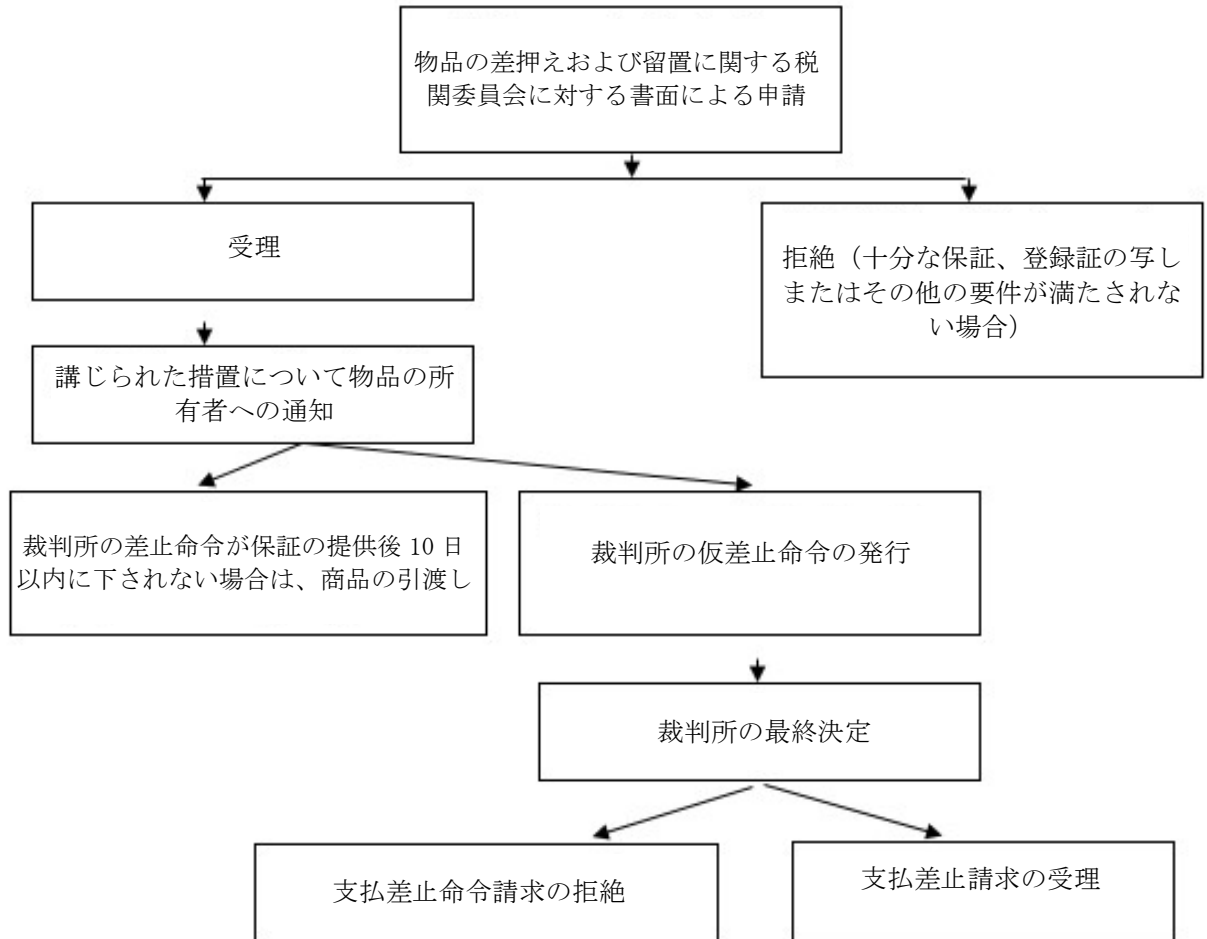 物品の差押えおよび留置に関する税
関委員会に対する書面による申請
受理
拒絶（十分な保証、登録証の写し
またはその他の要件が満たされな
い場合）
講じられた措置について物品の所
有者への通知
裁判所の差止命令が保証の提供後 10 日
以内に下されない場合は、商品の引渡し
裁判所の仮差止命令の発行
裁判所の最終決定
支払差止命令請求の拒絶
支払差止請求の受理